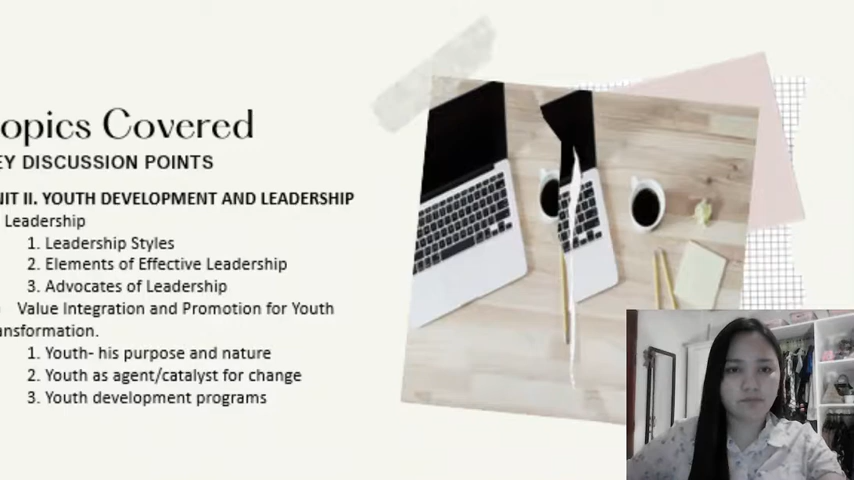 opics Covered
EY DISCUSSION POINTS
NIT II. YOUTH DEVELOPMENT AND LEADERSHIP
Leadership
1. Leadership Styles
2. Elements of Effective Leadership
3. Advocates of Leadership
Value Integration and Promotion for Youth
ansformation.
1. Youth- his purpose and nature
2. Youth as agent/catalyst for change
3. Youth development programs